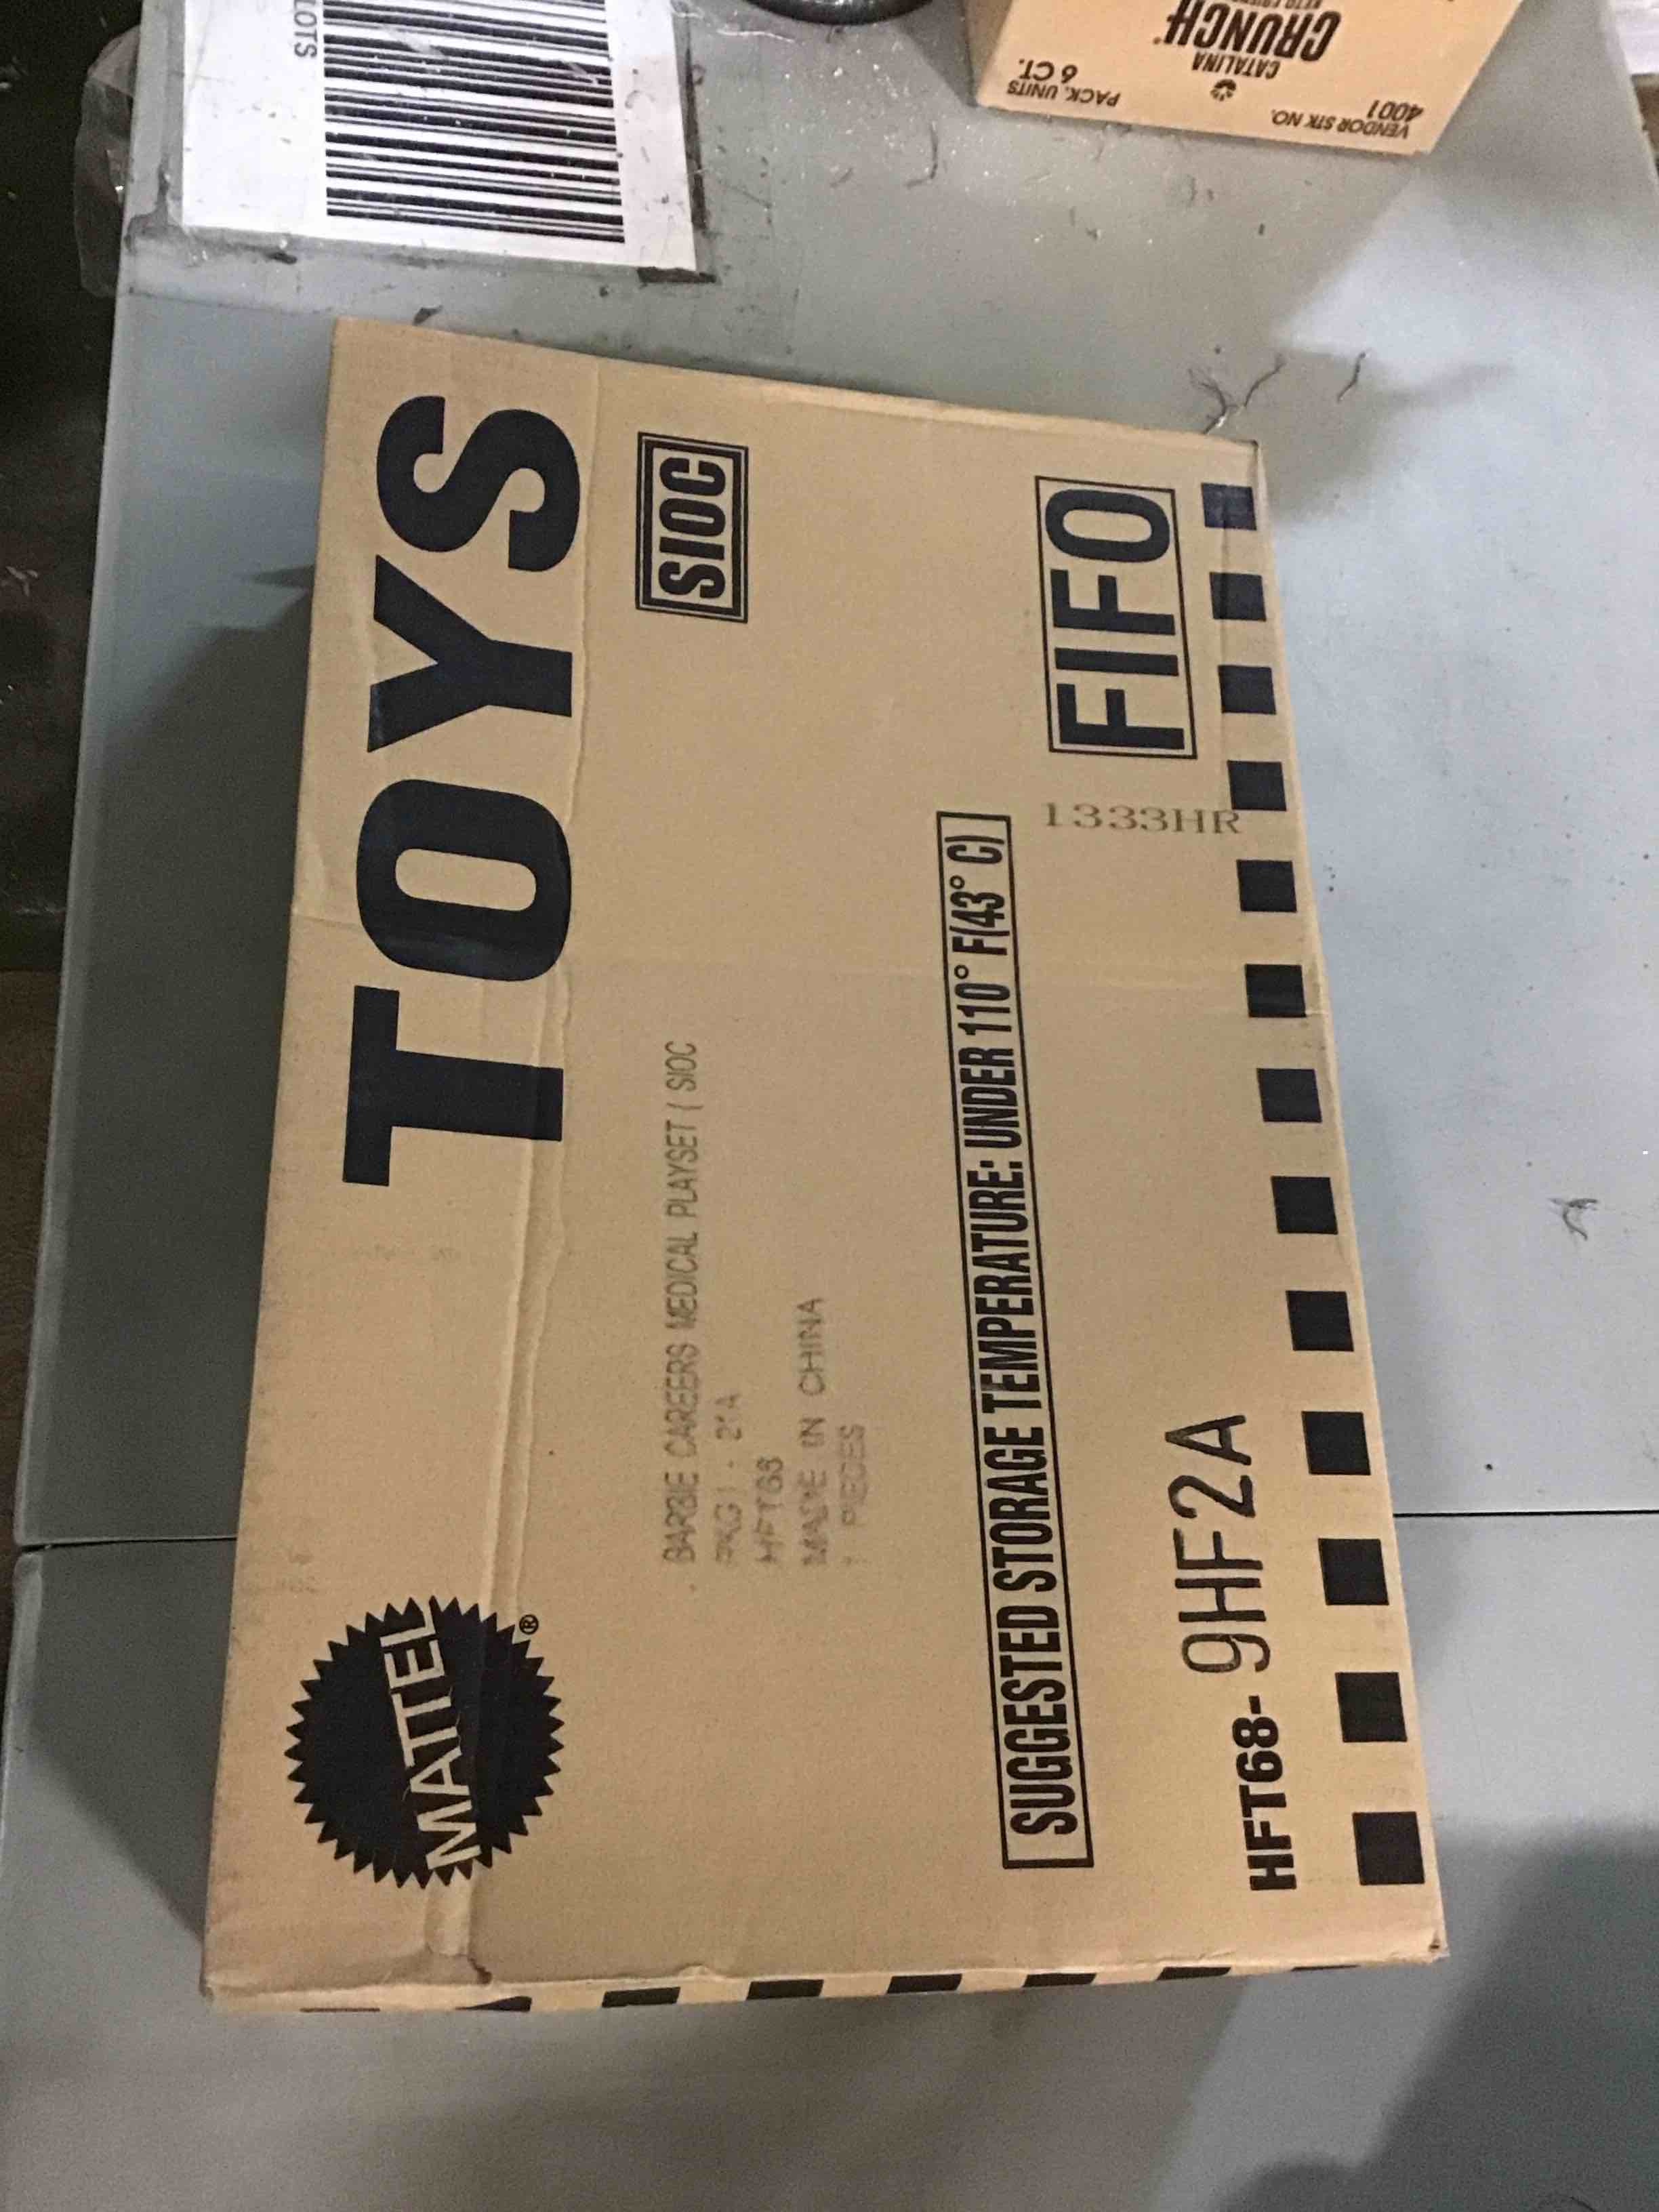 LOTS
CATALINA
CRUNCH
PACK. UNITS
6 CT.
VENDOR STK NO.
4001
MATTEL®
TOYS
SIOC
BARBIE CAREERS MEDICAL PLAYSET ( SIOC
HFT68
MADE IN CHINA
PIECES
SUGGESTED STORAGE TEMPERATURE: UNDER 110° F(43° C)
1333HR
FIFO
HFT68- 9HF2A